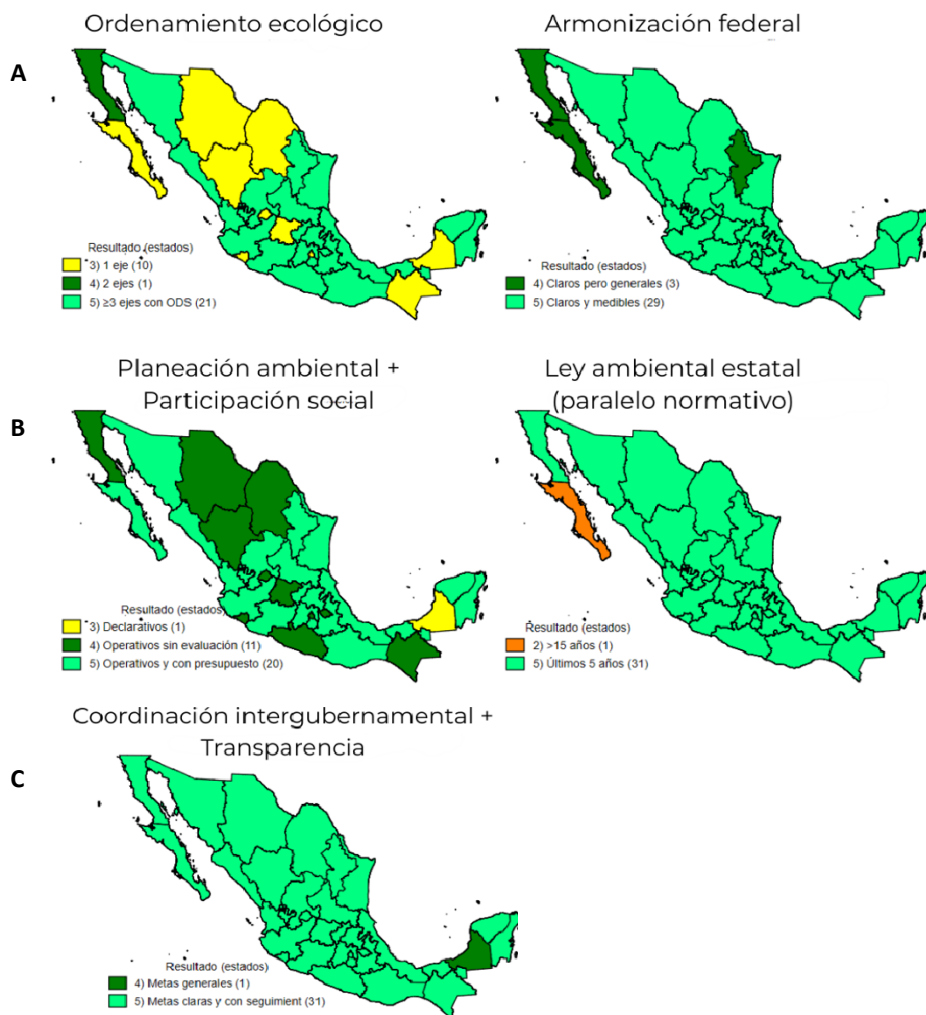 Ordenamiento ecológico
Armonización federal
A
Resultado (estados)
3) 1 eje (10)
4) 2 ejes (1)
5) ≥3 ejes con ODS (21)
Resultado (estados)
4) Claros pero generales (3)
5) Claros y medibles (29)
Planeación ambiental +
Participación social
Ley ambiental estatal
(paralelo normativo)
B
Resultado (estados)
3) Declarativos (1)
4) Operativos sin evaluación (11)
5) Operativos y con presupuesto (20)
Resultado (estados)
2) >15 años (1)
5) Últimos 5 años (31)
Coordinación intergubernamental +
Transparencia
C
Resultado (estados)
4) Metas generales (1)
5) Metas claras y con seguimient (31)